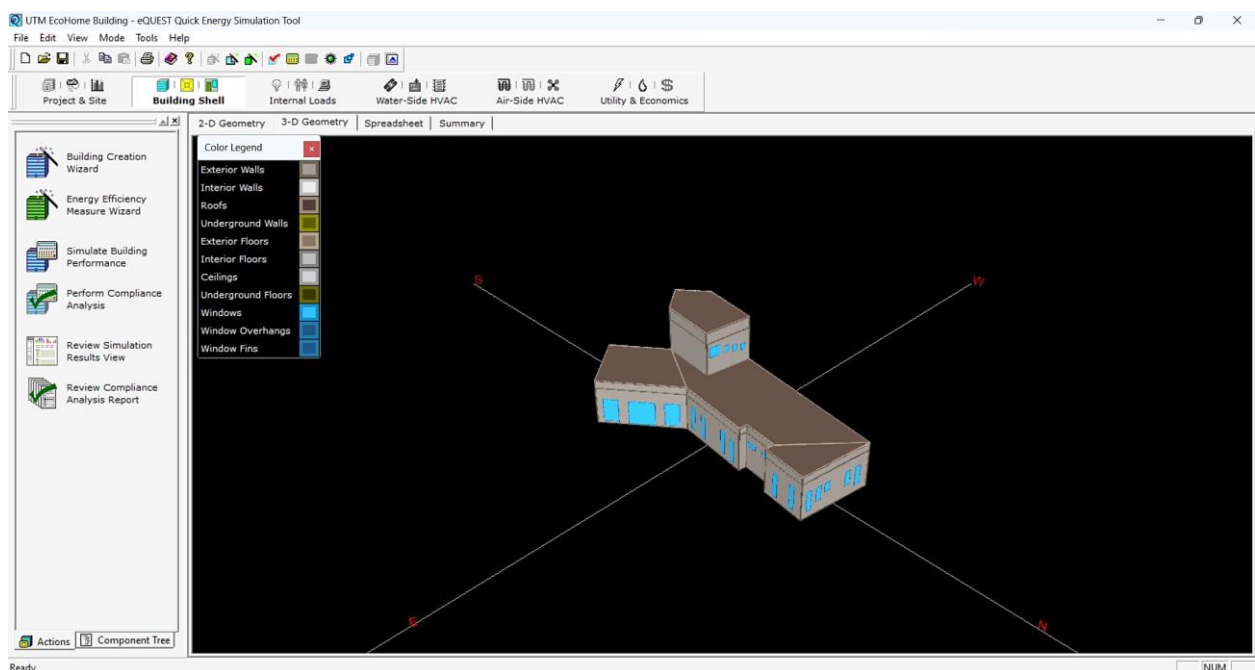 UTM EcoHome Building - eQUEST Quick Energy Simulation Tool
File Edit View Mode Tools Help
Project & Site Building Shell Internal Loads Water-Side HVAC Air-Side HVAC Utility & Economics
2-D Geometry 3-D Geometry Spreadsheet Summary
Building Creation
Wizard
Energy Efficiency
Measure Wizard
Simulate Building
Performance
Perform Compliance
Analysis
Review Simulation
Results View
Review Compliance
Analysis Report
Actions Component Tree
Color Legend
Exterior Walls
Interior Walls
Roofs
Underground Walls
Exterior Floors
Interior Floors
Ceilings
Underground Floors
Windows
Window Overhangs
Window Fins
S
W
E
N
Ready NUM